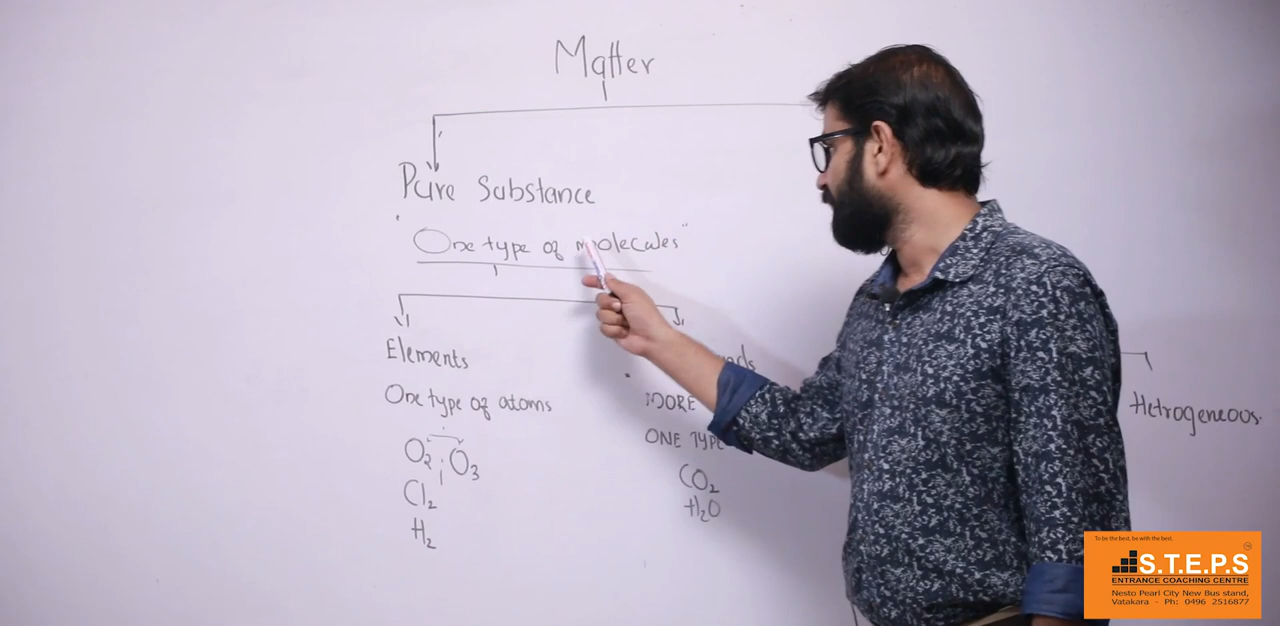 Matter
Pure Substance
"One type of molecules"
Elements
One type of atoms
O2 ; O3
Cl2
H2
MORE
ONE TYPE
CO2
H2O
Hetrogeneous.
To be the best, be with the best.
S.T.E.P.S
ENTRANCE COACHING CENTRE
Nesto Pearl City New Bus stand,
Vatakara - Ph: 0496 2516877